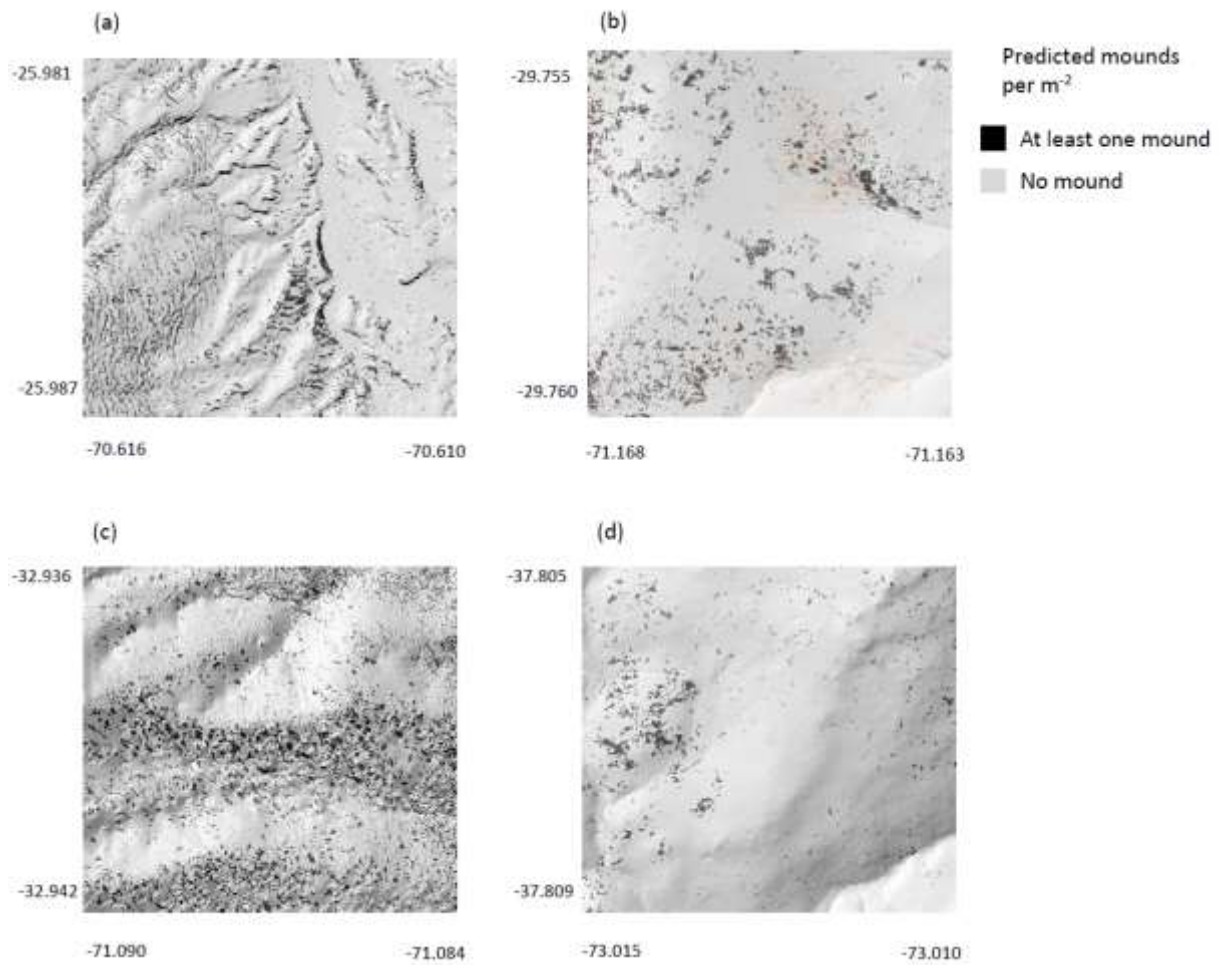 (a)
(b)
-25.981
-25.987
-70.616
-70.610
-29.755
-29.760
-71.168
-71.163
Predicted mounds
per m-2
At least one mound
No mound
(c)
(d)
-32.936
-32.942
-71.090
-71.084
-37.805
-37.809
-73.015
-73.010